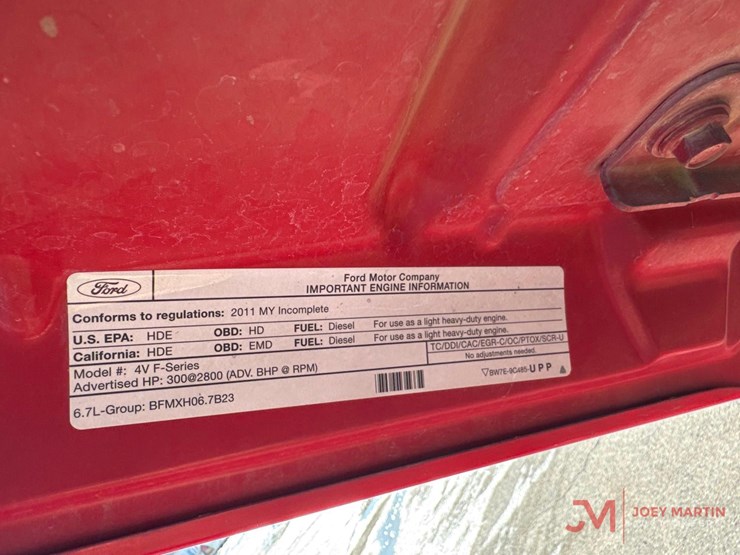 Ford
Ford Motor Company
IMPORTANT ENGINE INFORMATION
Conforms to regulations: 2011 MY Incomplete
U.S. EPA: HDE OBD: HD FUEL: Diesel For use as a light heavy-duty engine.
California: HDE OBD: EMD FUEL: Diesel For use as a light heavy-duty engine.
Model #: 4V F-Series TC/DDI/CAC/EGR-C/OC/PTOX/SCR-U
Advertised HP: 300@2800 (ADV. BHP @ RPM) No adjustments needed.
6.7L-Group: BFMXH06.7B23 BW7E-9C485-UPP
JM JOEY MARTIN